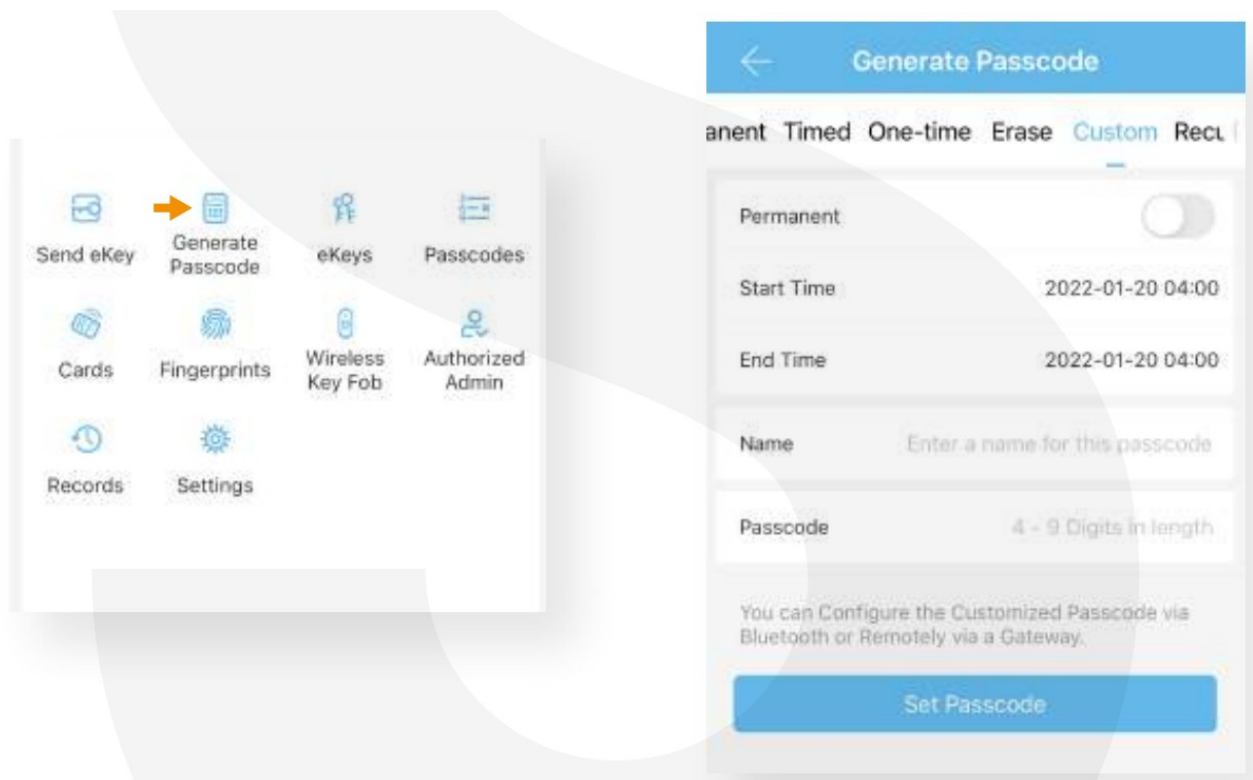 Send eKey
Generate
Passcode
eKeys
Passcodes
Cards
Fingerprints
Wireless
Key Fob
Authorized
Admin
Records
Settings
Generate Passcode
anent Timed One-time Erase Custom Recu
Permanent
Start Time 2022-01-20 04:00
End Time 2022-01-20 04:00
Name Enter a name for this passcode
Passcode 4 - 9 Digits in length
You can Configure the Customized Passcode via
Bluetooth or Remotely via a Gateway.
Set Passcode